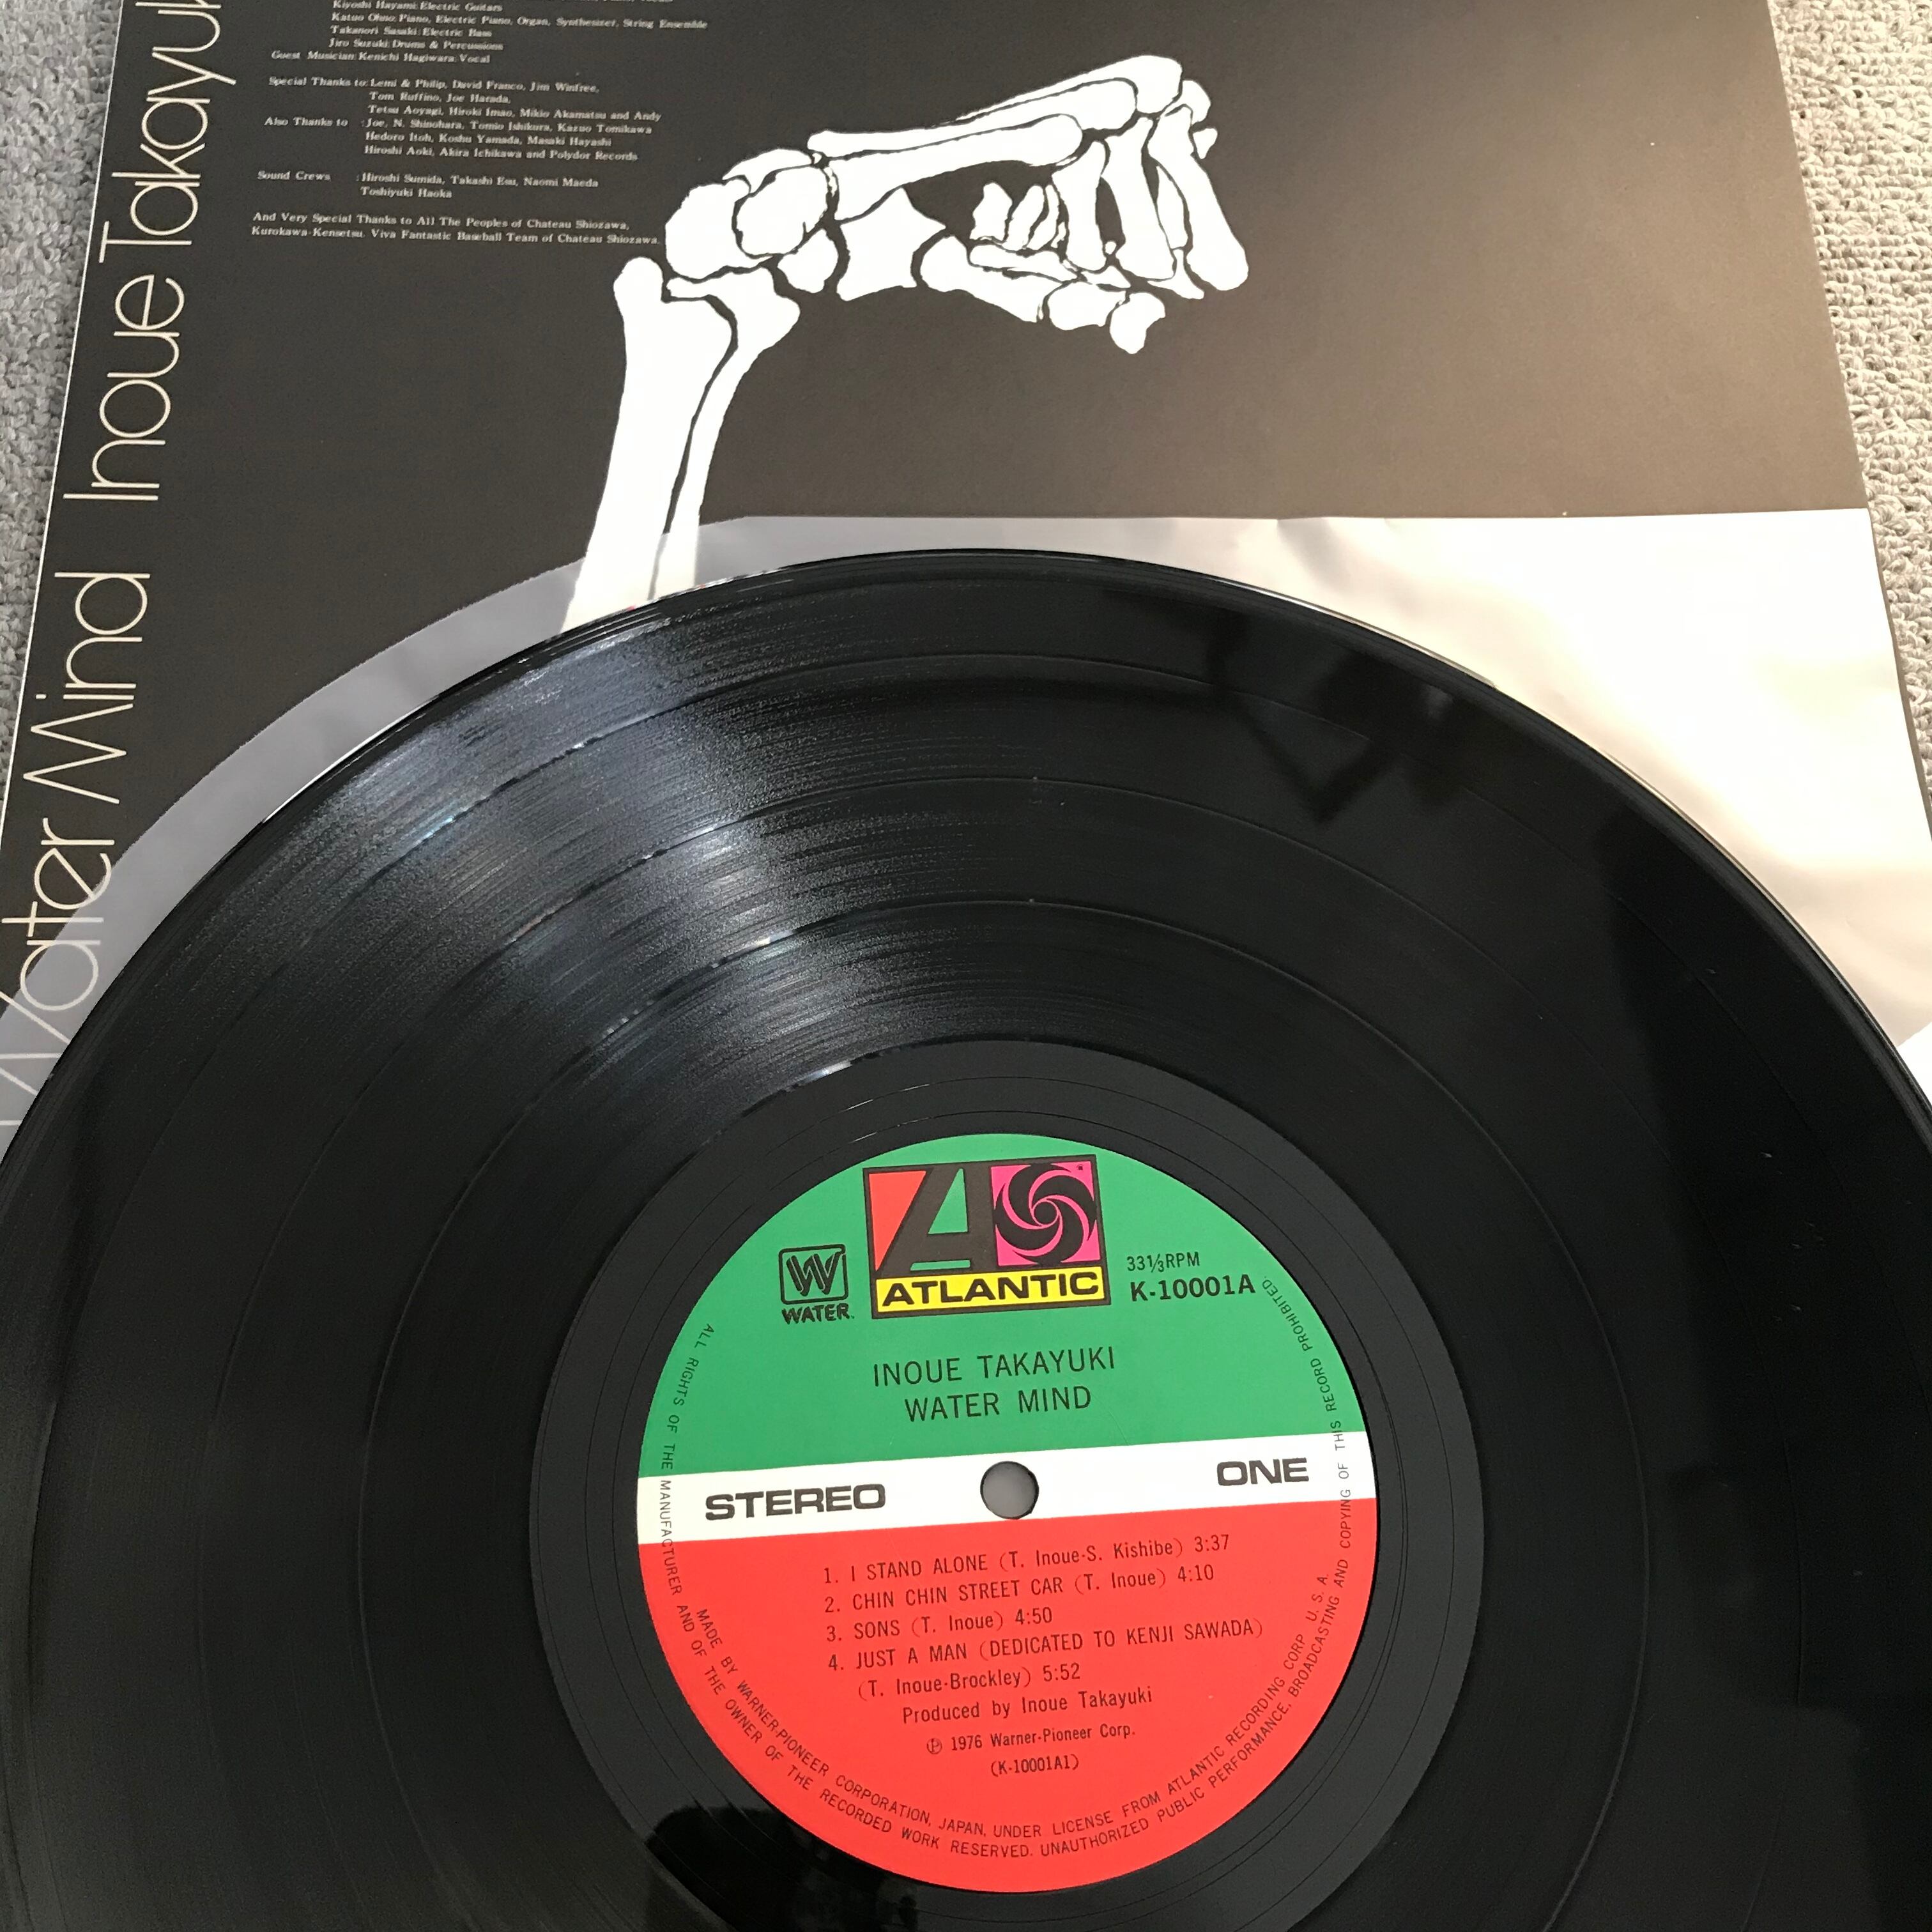 Kiyoshi Hayami: Electric Guitars
Katuo Ohno: Piano, Electric Piano, Organ, Synthesizer, String Ensemble
Takanori Sasaki: Electric Bass
Jiro Suzuki: Drums & Percussions
Guest Musician: Kenichi Hagiwara: Vocal
Special Thanks to: Lemi & Philip, David Franco, Jim Winfree,
Tom Ruffino, Joe Harada,
Tetsu Aoyagi, Hiroki Imao, Mikio Akamatsu and Andy
Also Thanks to : Joe, N. Shinohara, Tomio Ishikura, Kazuo Tomikawa
Hedoro Itoh, Koshu Yamada, Masaki Hayashi
Hiroshi Aoki, Akira Ichikawa and Polydor Records
Sound Crews : Hiroshi Sumida, Takashi Esu, Naomi Maeda
Toshiyuki Haoka
And Very Special Thanks to All The Peoples of Chateau Shiozawa,
Kurokawa-Kensetsu. Viva Fantastic Baseball Team of Chateau Shiozawa.
Water Mind Inoue Takayuk
W
WATER
ATLANTIC
33⅓RPM
K-10001A
INOUE TAKAYUKI
WATER MIND
STEREO
ONE
1. I STAND ALONE (T. Inoue-S. Kishibe) 3:37
2. CHIN CHIN STREET CAR (T. Inoue) 4:10
3. SONS (T. Inoue) 4:50
4. JUST A MAN (DEDICATED TO KENJI SAWADA)
(T. Inoue-Brockley) 5:52
Produced by Inoue Takayuki
℗ 1976 Warner-Pioneer Corp.
(K-10001A1)
MADE BY WARNER-PIONEER CORPORATION, JAPAN, UNDER LICENSE FROM ATLANTIC RECORDING CORP., U.S.A.
ALL RIGHTS OF THE MANUFACTURER AND OF THE OWNER OF THE RECORDED WORK RESERVED. UNAUTHORIZED PUBLIC PERFORMANCE, BROADCASTING AND COPYING OF THIS RECORD PROHIBITED.